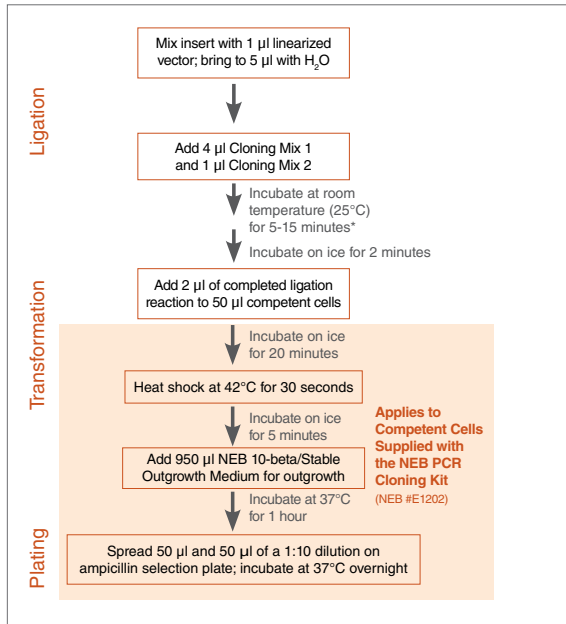 Ligation
Mix insert with 1 µl linearized
vector; bring to 5 µl with H2O
Add 4 µl Cloning Mix 1
and 1 µl Cloning Mix 2
Incubate at room
temperature (25°C)
for 5-15 minutes*
Incubate on ice for 2 minutes
Transformation
Add 2 µl of completed ligation
reaction to 50 µl competent cells
Incubate on ice
for 20 minutes
Heat shock at 42°C for 30 seconds
Incubate on ice
for 5 minutes
Add 950 µl NEB 10-beta/Stable
Outgrowth Medium for outgrowth
Applies to
Competent Cells
Supplied with
the NEB PCR
Cloning Kit
(NEB #E1202)
Incubate at 37°C
for 1 hour
Plating
Spread 50 µl and 50 µl of a 1:10 dilution on
ampicillin selection plate; incubate at 37°C overnight